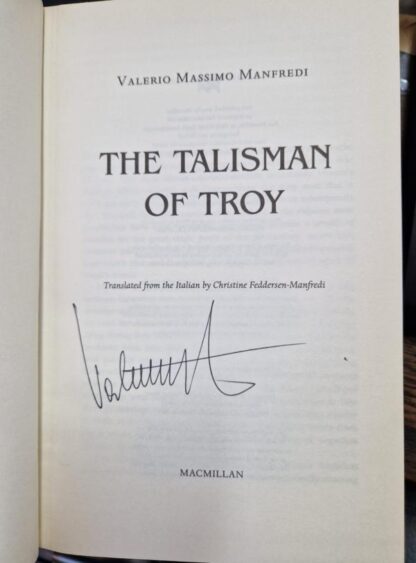 VALERIO MASSIMO MANFREDI
THE TALISMAN
OF TROY
Translated from the Italian by Christine Feddersen-Manfredi
MACMILLAN